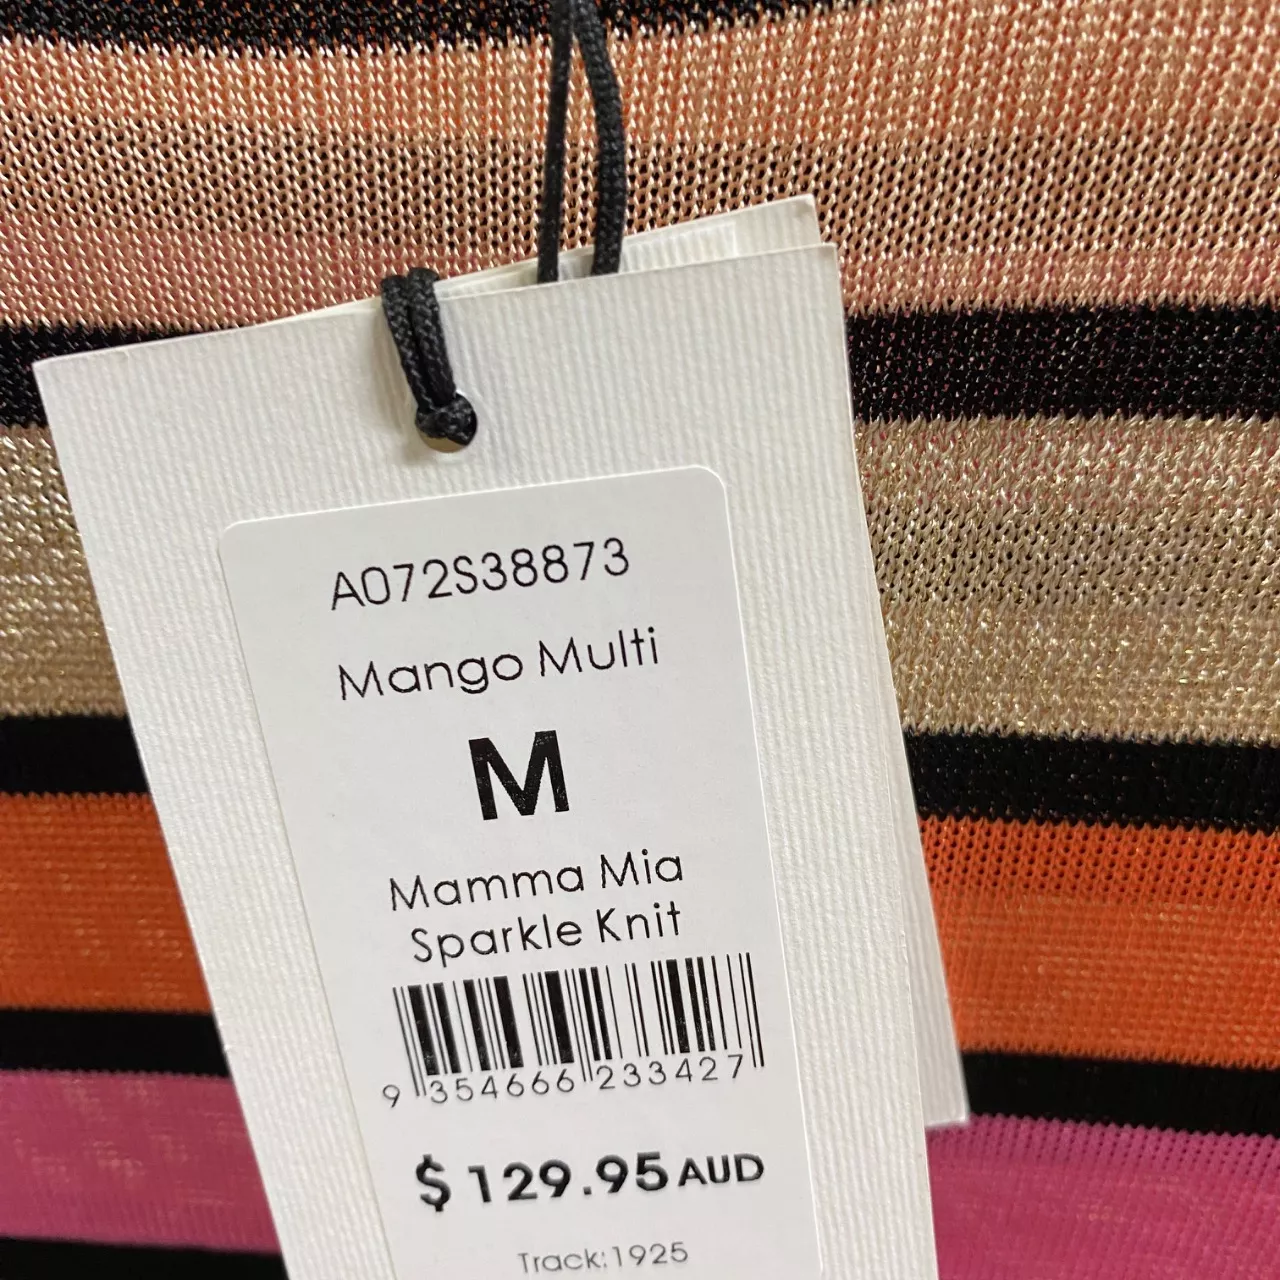 A072S38873
Mango Multi
M
Mamma Mia
Sparkle Knit
9 354666 233427
$ 129.95 AUD
Track:1925